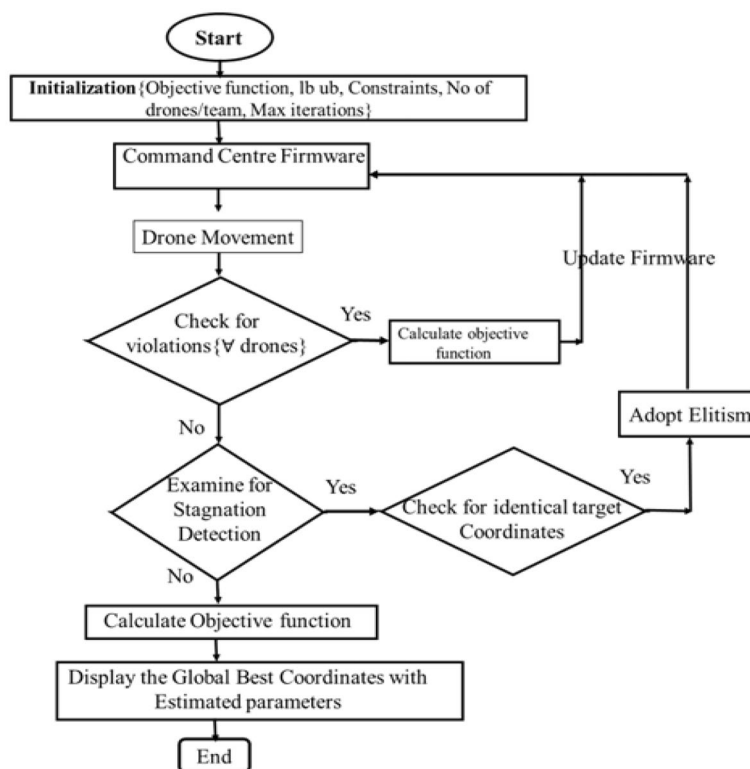 Start
Initialization{Objective function, lb ub, Constraints, No of
drones/team, Max iterations}
Command Centre Firmware
Drone Movement
Update Firmware
Check for
violations{∀ drones}
Yes
Calculate objective
function
No
Adopt Elitism
Examine for
Stagnation
Detection
Yes
Check for identical target
Coordinates
Yes
No
Calculate Objective function
Display the Global Best Coordinates with
Estimated parameters
End